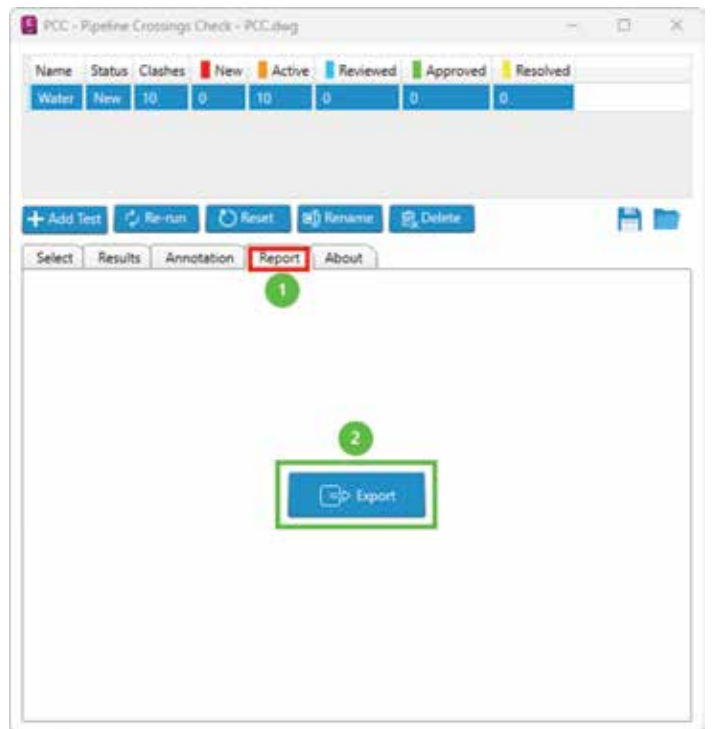 PCC - Pipeline Crossings Check - PCC.dwg
Name Status Clashes New Active Reviewed Approved Resolved
Water New 10 0 10 0 0 0
Add Test Re-run Reset Rename Delete
Select Results Annotation Report About
1
2
Export